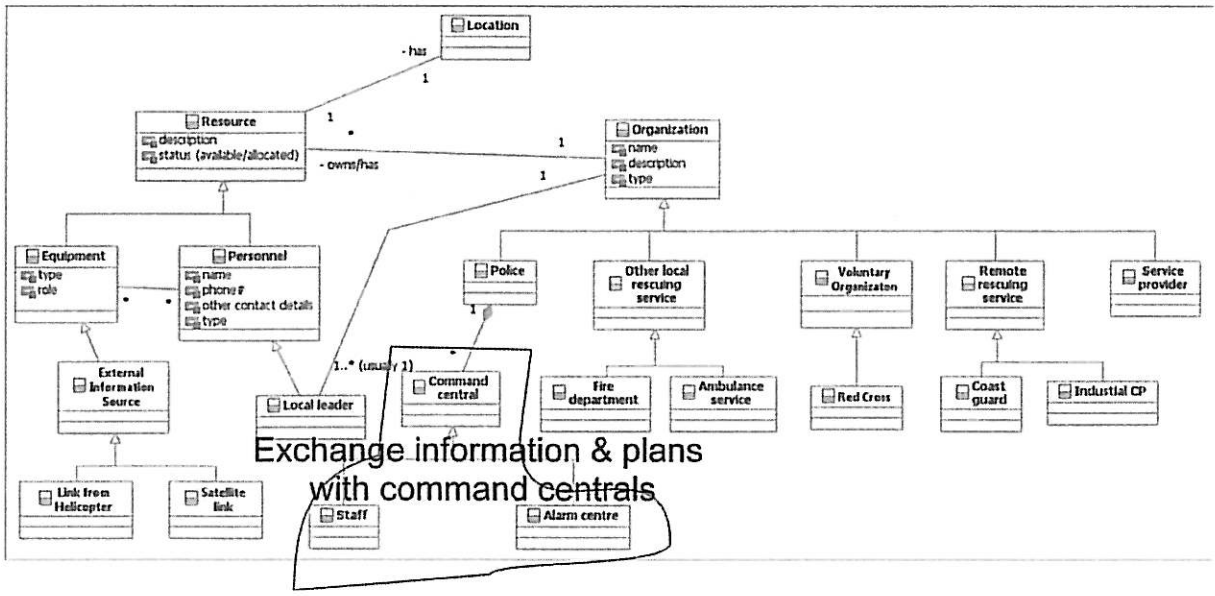 Location
- has
1
1
Resource
description
status (available/allocated)
*
- owns/has
1
1
Organization
name
description
type
Equipment
type
role
*
*
Personnel
name
phone#
other contact details
type
Police
1
Other local
rescuing
service
Voluntary
Organizaton
Remote
rescuing
service
Service
provider
External
Information
Source
Local leader
1..* (usualy 1)
*
Command
central
Fire
department
Ambulance
service
Red Cross
Coast
guard
Industial CP
Exchange information & plans
with command centrals
Link from
Helicopter
Satellite
link
Staff
Alarm centre